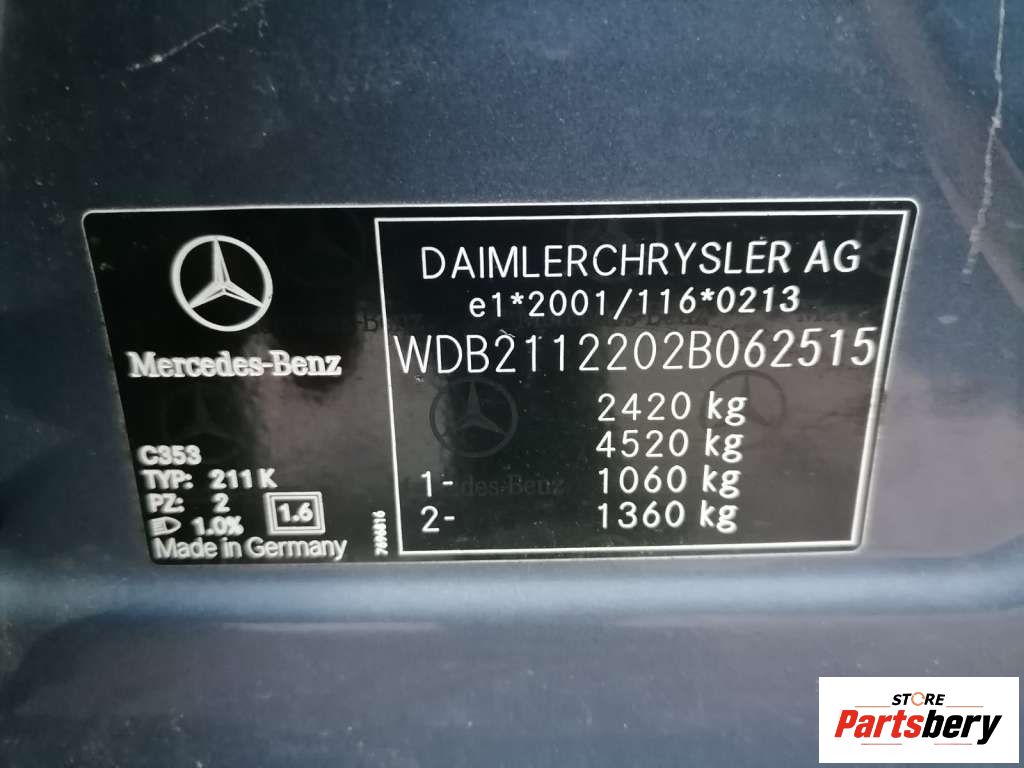 Mercedes-Benz
C353
TYP: 211 K
PZ: 2
1.0%
1.6
Made in Germany
DAIMLERCHRYSLER AG
e1*2001/116*0213
WDB2112202B062515
2420 kg
4520 kg
1- 1060 kg
2- 1360 kg
STORE
Partsbery